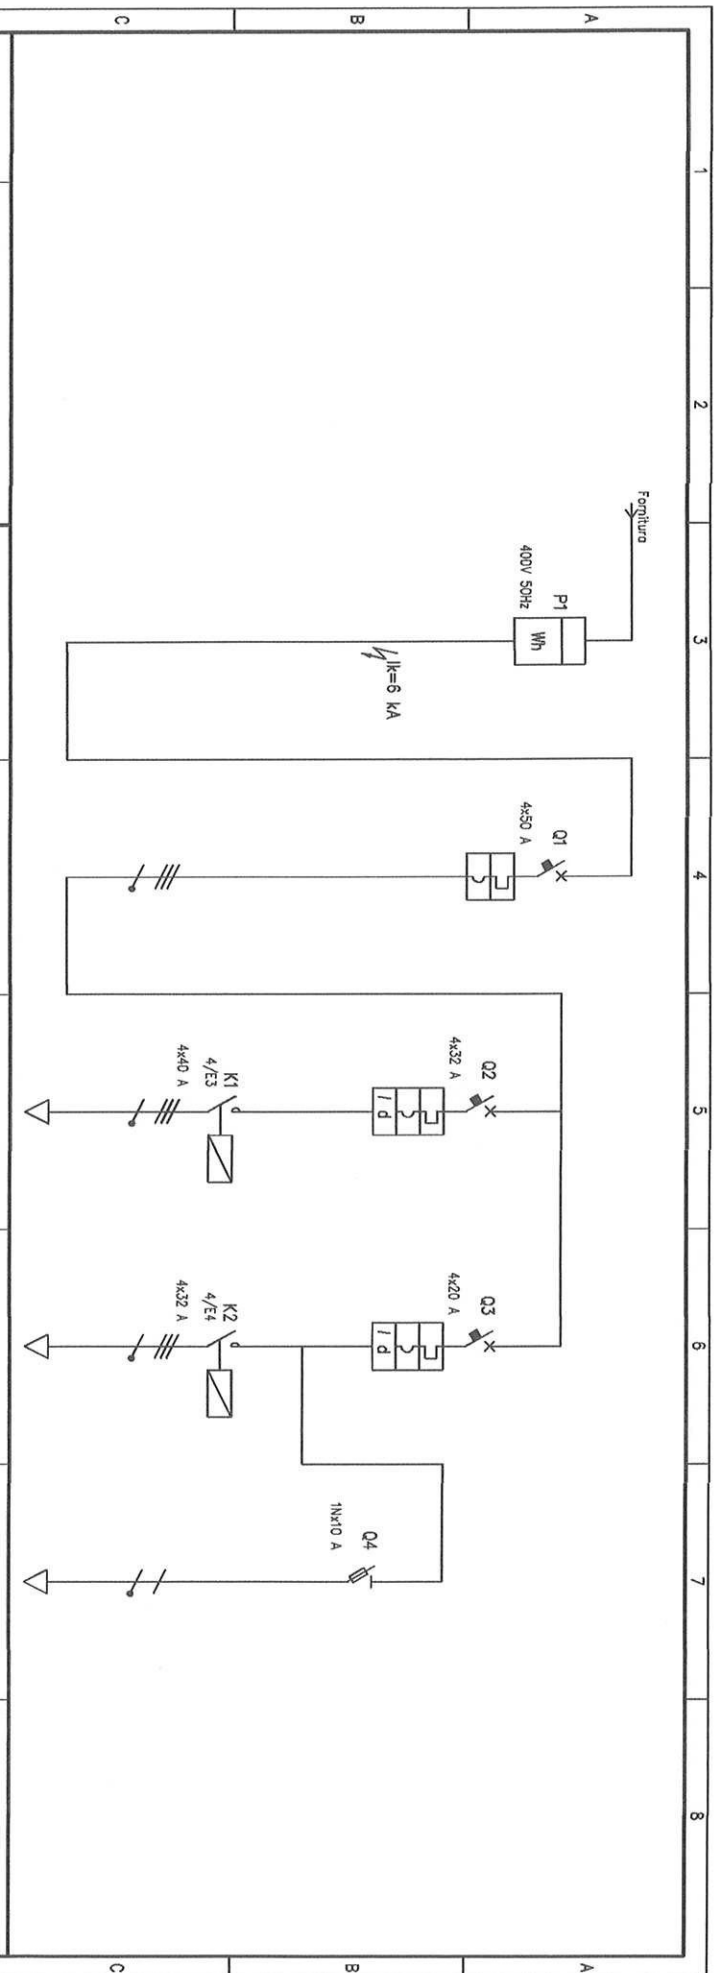 1
2
3
4
5
6
7
8
A
B
C
Fornitura
P1
400V 50Hz
Wh
Ik=6 kA
Q1
4x50 A
Q2
4x32 A
I d
K1
4/E3
4x40 A
Q3
4x20 A
I d
K2
4/E4
4x32 A
Q4
1Nx10 A
A
B
C